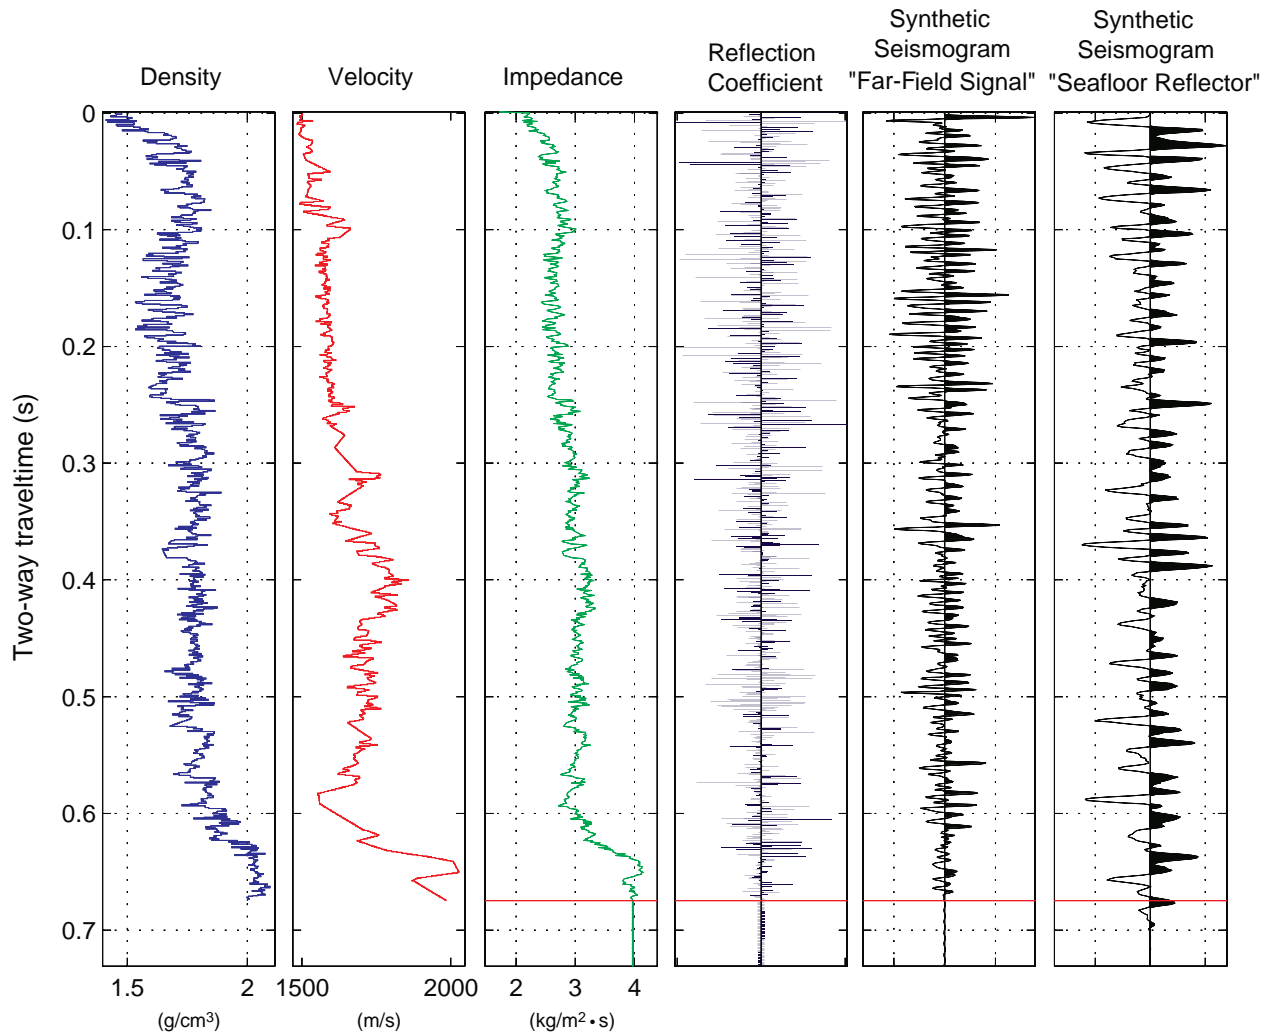 Density
Velocity
Impedance
Reflection
Coefficient
Synthetic
Seismogram
"Far-Field Signal"
Synthetic
Seismogram
"Seafloor Reflector"
Two-way traveltime (s)
0
0.1
0.2
0.3
0.4
0.5
0.6
0.7
1.5 2
(g/cm³)
1500 2000
(m/s)
2 3 4
(kg/m² • s)